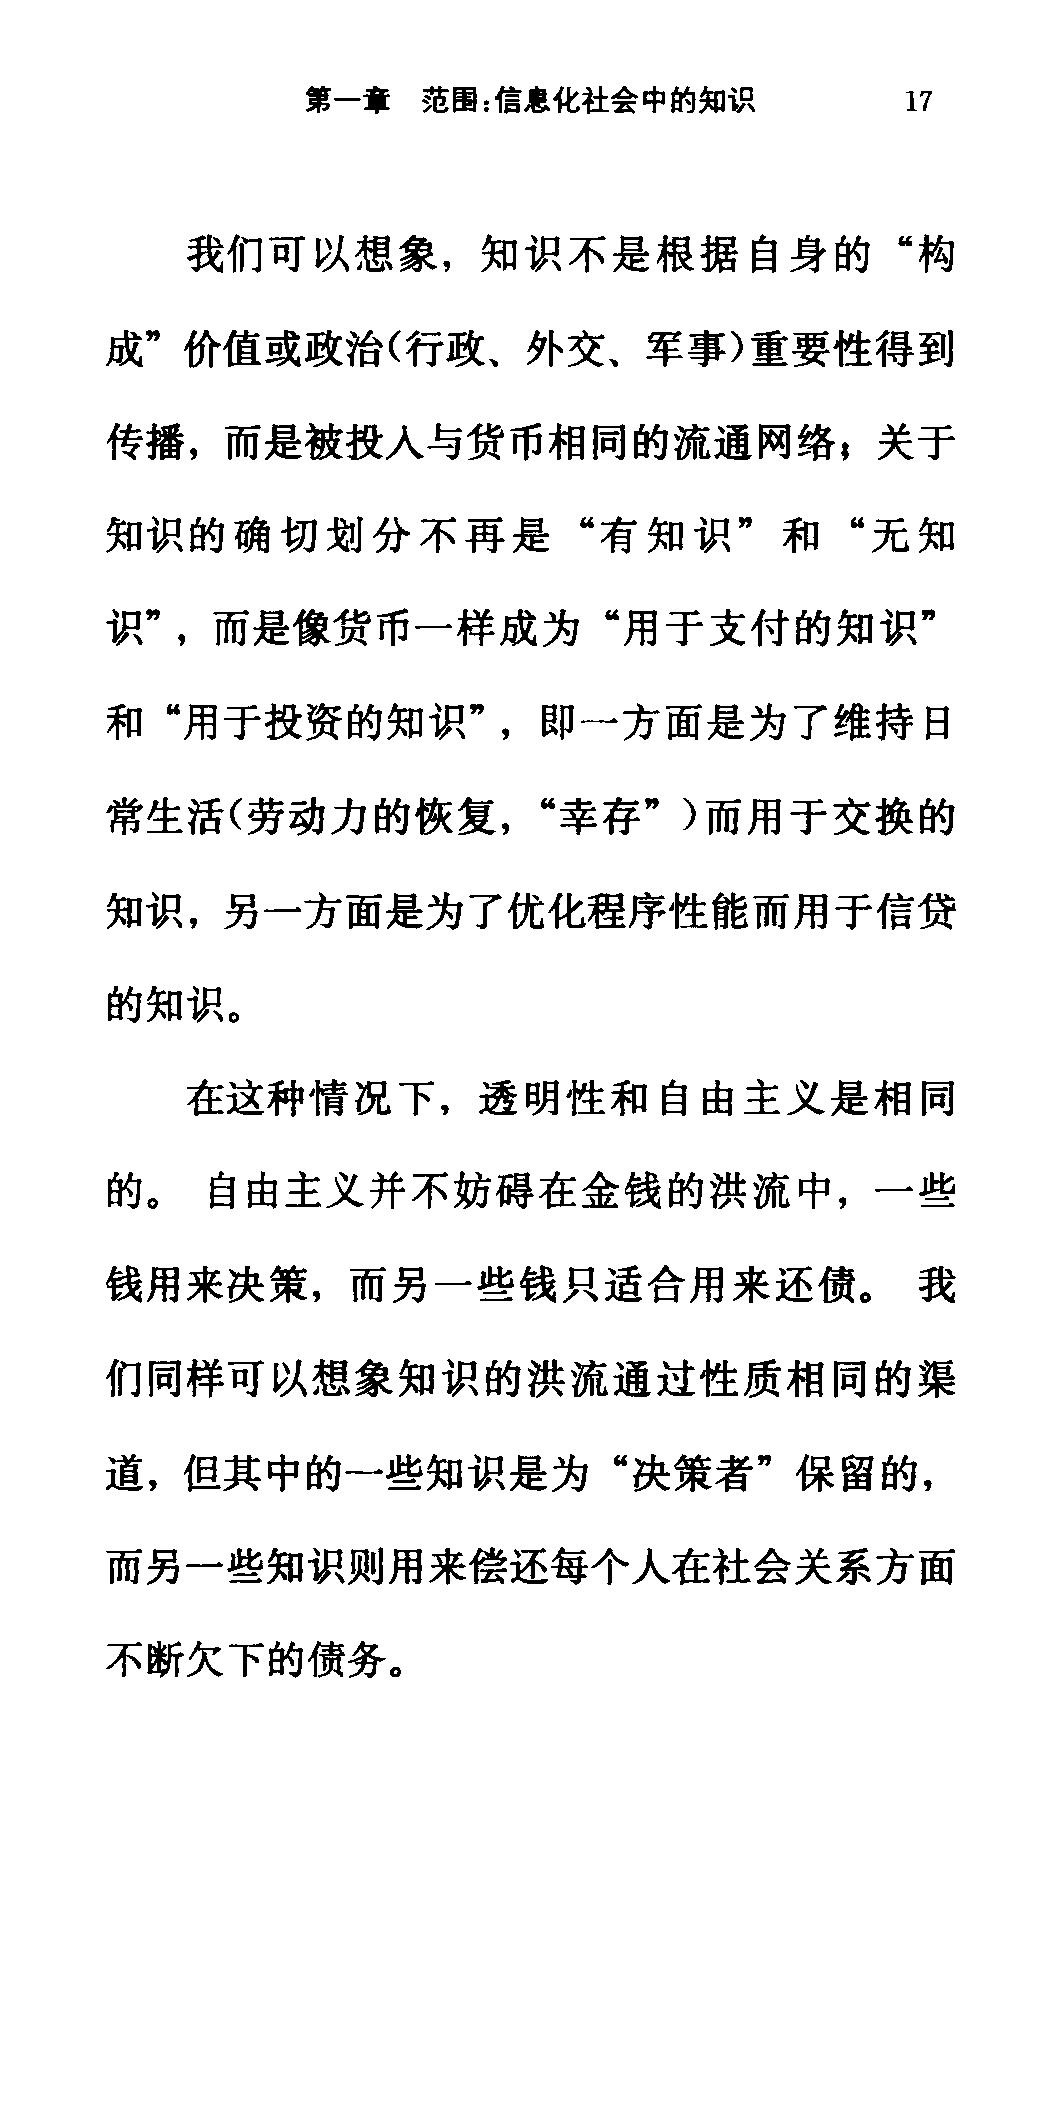 第一章 范围:信息化社会中的知识 17
我们可以想象，知识不是根据自身的“构
成”价值或政治(行政、外交、军事)重要性得到
传播，而是被投入与货币相同的流通网络；关于
知识的确切划分不再是“有知识”和“无知
识”，而是像货币一样成为“用于支付的知识”
和“用于投资的知识”，即一方面是为了维持日
常生活(劳动力的恢复，“幸存”)而用于交换的
知识，另一方面是为了优化程序性能而用于信贷
的知识。
在这种情况下，透明性和自由主义是相同
的。 自由主义并不妨碍在金钱的洪流中，一些
钱用来决策，而另一些钱只适合用来还债。 我
们同样可以想象知识的洪流通过性质相同的渠
道，但其中的一些知识是为“决策者”保留的，
而另一些知识则用来偿还每个人在社会关系方面
不断欠下的债务。